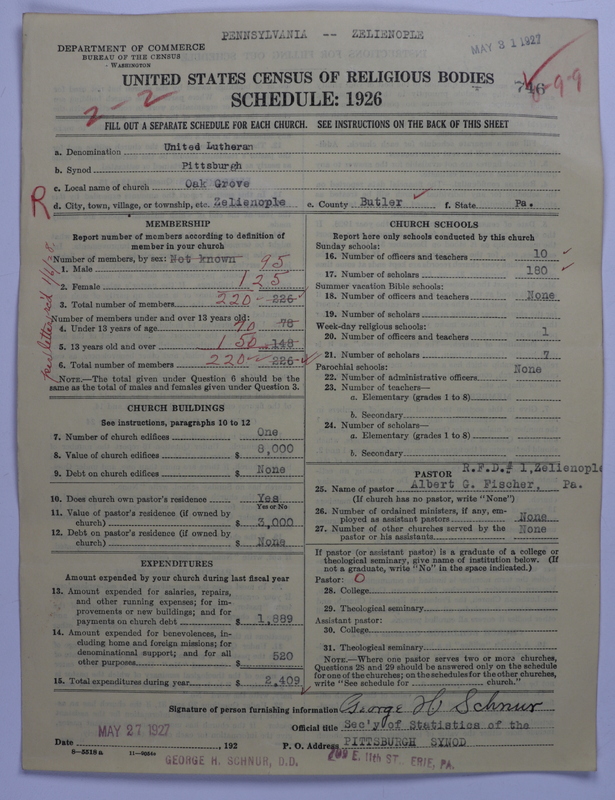 PENNSYLVANIA -- ZELIENOPLE
MAY 31 1927
DEPARTMENT OF COMMERCE
BUREAU OF THE CENSUS
WASHINGTON
UNITED STATES CENSUS OF RELIGIOUS BODIES
SCHEDULE: 1926
2-2
FILL OUT A SEPARATE SCHEDULE FOR EACH CHURCH. SEE INSTRUCTIONS ON THE BACK OF THIS SHEET
a. Denomination United Lutheran
b. Synod Pittsburgh
c. Local name of church Oak Grove
R
d. City, town, village, or township, etc. Zelienople e. County Butler f. State Pa.
MEMBERSHIP
Report number of members according to definition of
member in your church
Number of members, by sex: Not known
1. Male 95
2. Female 125
3. Total number of members 220 226
Number of members under and over 13 years old:
4. Under 13 years of age 70 78
5. 13 years old and over 150 148
6. Total number of members 220 226
NOTE.—The total given under Question 6 should be the
same as the total of males and females given under Question 3.
CHURCH BUILDINGS
See instructions, paragraphs 10 to 12
7. Number of church edifices One
8. Value of church edifices $ 8,000
9. Debt on church edifices $ None
10. Does church own pastor's residence Yes
Yes or No
11. Value of pastor's residence (if owned by
church) $ 3,000
12. Debt on pastor's residence (if owned by
church) $ None
EXPENDITURES
Amount expended by your church during last fiscal year
13. Amount expended for salaries, repairs,
and other running expenses; for im-
provements or new buildings; and for
payments on church debt $ 1,889
14. Amount expended for benevolences, in-
cluding home and foreign missions; for
denominational support; and for all
other purposes $ 520
15. Total expenditures during year $ 2,409
CHURCH SCHOOLS
Report here only schools conducted by this church
Sunday schools:
16. Number of officers and teachers 10
17. Number of scholars 180
Summer vacation Bible schools:
18. Number of officers and teachers None
19. Number of scholars
Week-day religious schools:
20. Number of officers and teachers 1
21. Number of scholars 7
Parochial schools: None
22. Number of administrative officers
23. Number of teachers—
a. Elementary (grades 1 to 8)
b. Secondary
24. Number of scholars—
a. Elementary (grades 1 to 8)
b. Secondary
PASTOR R.F.D.# 1,Zelienople
25. Name of pastor Albert G. Fischer, Pa.
(If church has no pastor, write "None")
26. Number of ordained ministers, if any, em-
ployed as assistant pastors None
27. Number of other churches served by the
pastor or his assistants None
If pastor (or assistant pastor) is a graduate of a college or
theological seminary, give name of institution below. (If
not a graduate, write "No" in the space indicated.)
Pastor: O
28. College
29. Theological seminary
Assistant pastor:
30. College
31. Theological seminary
NOTE.—Where one pastor serves two or more churches,
Questions 28 and 29 should be answered only on the schedule
for one of the churches; on the schedules for the other churches,
write "See schedule for church."
Signature of person furnishing information George H Schnur
Official title Sec'y of Statistics of the
MAY 27 1927
Date , 192 P. O. Address PITTSBURGH SYNOD
8—5518a
GEORGE H. SCHNUR, D.D. E. 11th ST. ERIE, PA.